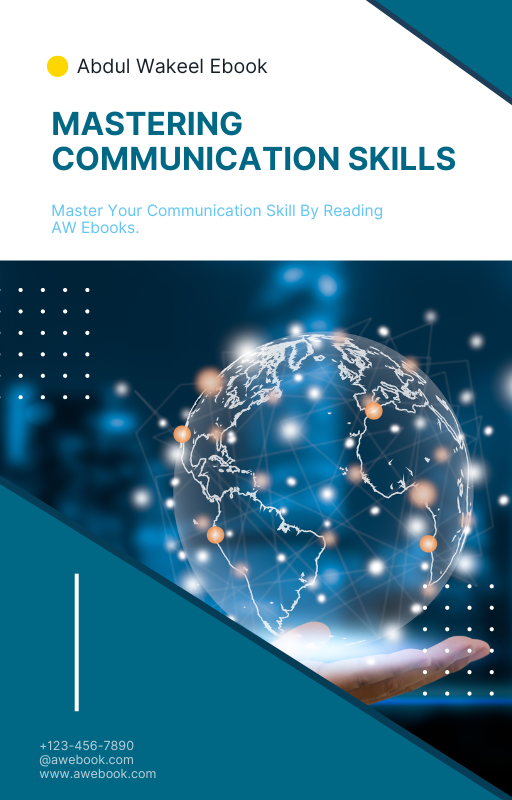 Abdul Wakeel Ebook
MASTERING
COMMUNICATION SKILLS
Master Your Communication Skill By Reading
AW Ebooks.
+123-456-7890
@awebook.com
www.awebook.com